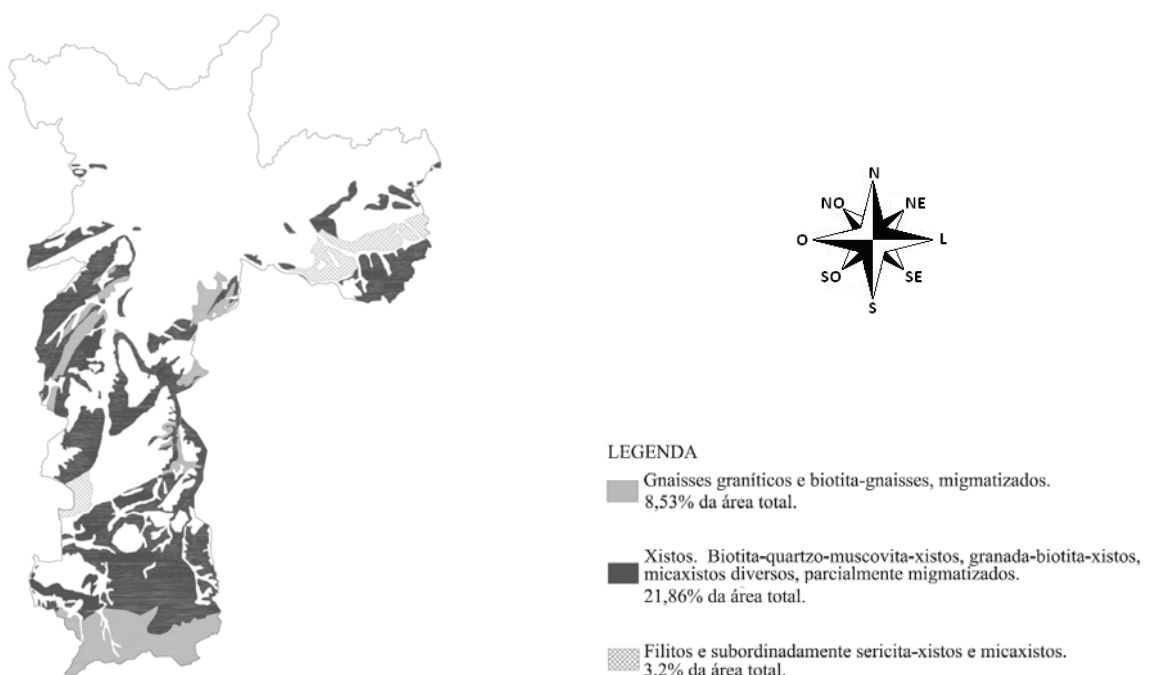 N
NO
NE
O
L
SO
SE
S
LEGENDA
Gnaisses graníticos e biotita-gnaisses, migmatizados.
8,53% da área total.
Xistos. Biotita-quartzo-muscovita-xistos, granada-biotita-xistos,
micaxistos diversos, parcialmente migmatizados.
21,86% da área total.
Filitos e subordinadamente sericita-xistos e micaxistos.
3,2% da área total.